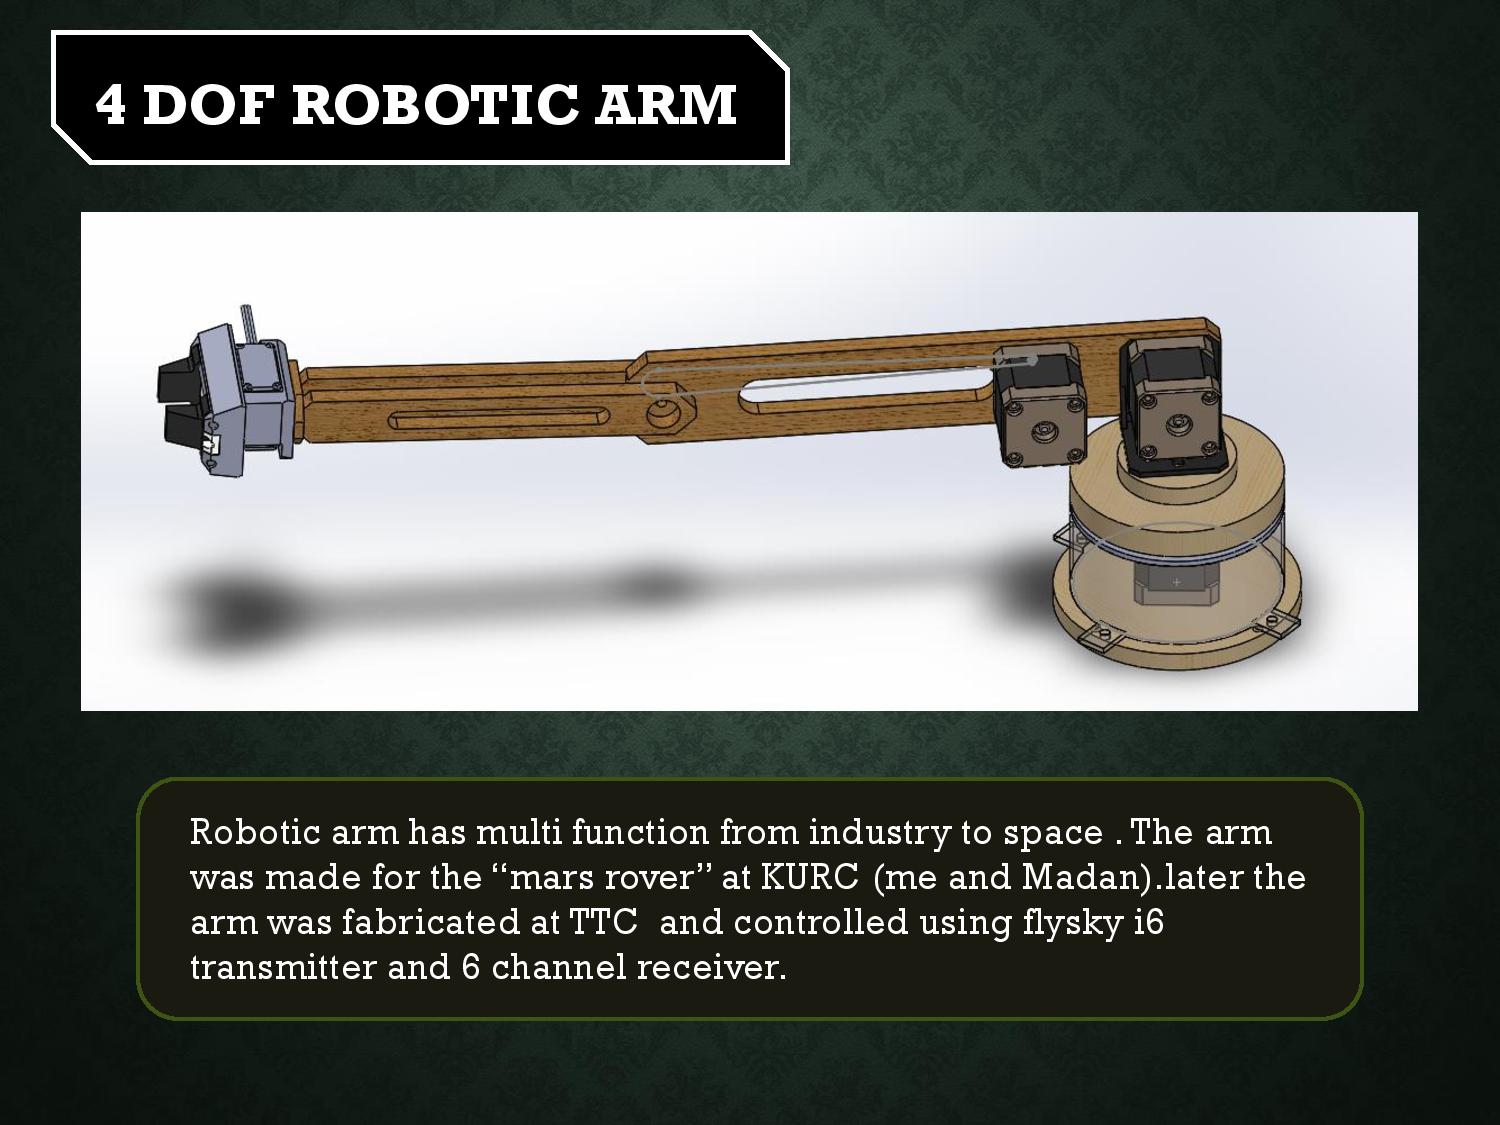 4 DOF ROBOTIC ARM
Robotic arm has multi function from industry to space . The arm
was made for the “mars rover” at KURC (me and Madan).later the
arm was fabricated at TTC  and controlled using flysky i6
transmitter and 6 channel receiver.